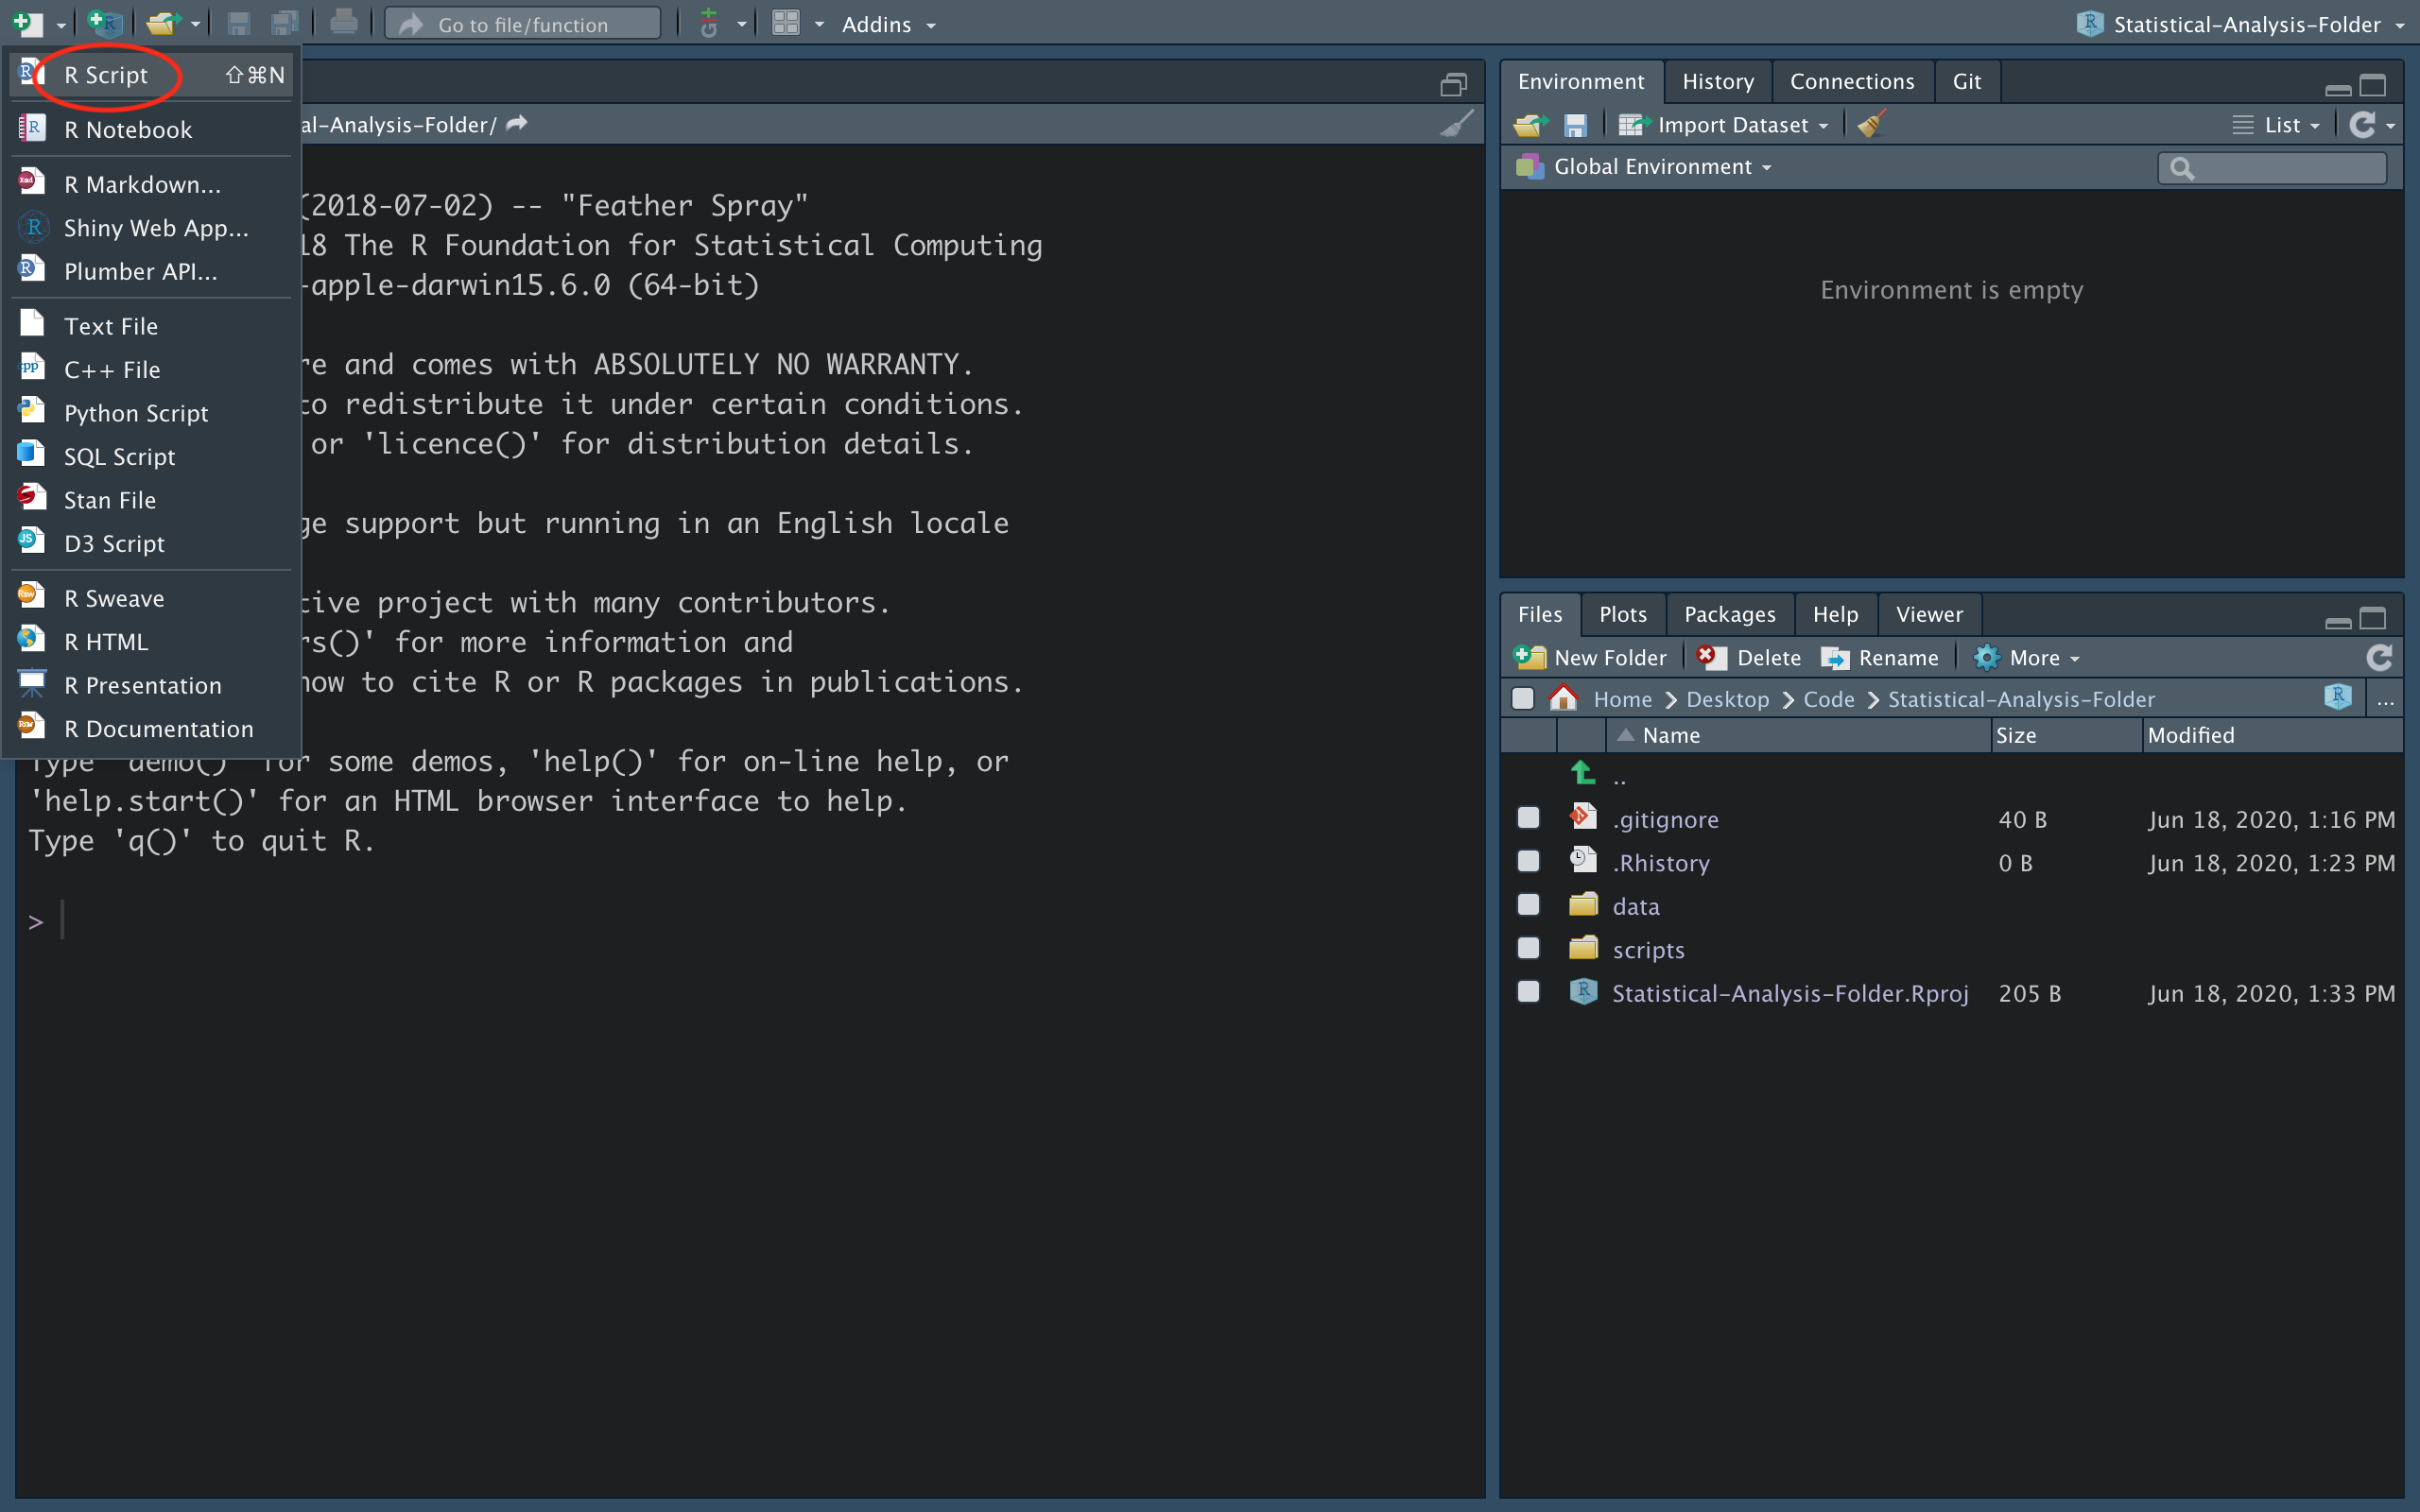 Go to file/function
Addins
Statistical-Analysis-Folder
R Script ⇧⌘N
R Notebook
R Markdown...
Shiny Web App...
Plumber API...
Text File
C++ File
Python Script
SQL Script
Stan File
D3 Script
R Sweave
R HTML
R Presentation
R Documentation
al-Analysis-Folder/
(2018-07-02) -- "Feather Spray"
18 The R Foundation for Statistical Computing
-apple-darwin15.6.0 (64-bit)
re and comes with ABSOLUTELY NO WARRANTY.
to redistribute it under certain conditions.
or 'licence()' for distribution details.
ge support but running in an English locale
tive project with many contributors.
rs()' for more information and
how to cite R or R packages in publications.
Type 'demo()' for some demos, 'help()' for on-line help, or
'help.start()' for an HTML browser interface to help.
Type 'q()' to quit R.
>
Environment History Connections Git
Import Dataset List
Global Environment
Environment is empty
Files Plots Packages Help Viewer
New Folder Delete Rename More
Home Desktop Code Statistical-Analysis-Folder ...
Name Size Modified
..
.gitignore 40 B Jun 18, 2020, 1:16 PM
.Rhistory 0 B Jun 18, 2020, 1:23 PM
data
scripts
Statistical-Analysis-Folder.Rproj 205 B Jun 18, 2020, 1:33 PM